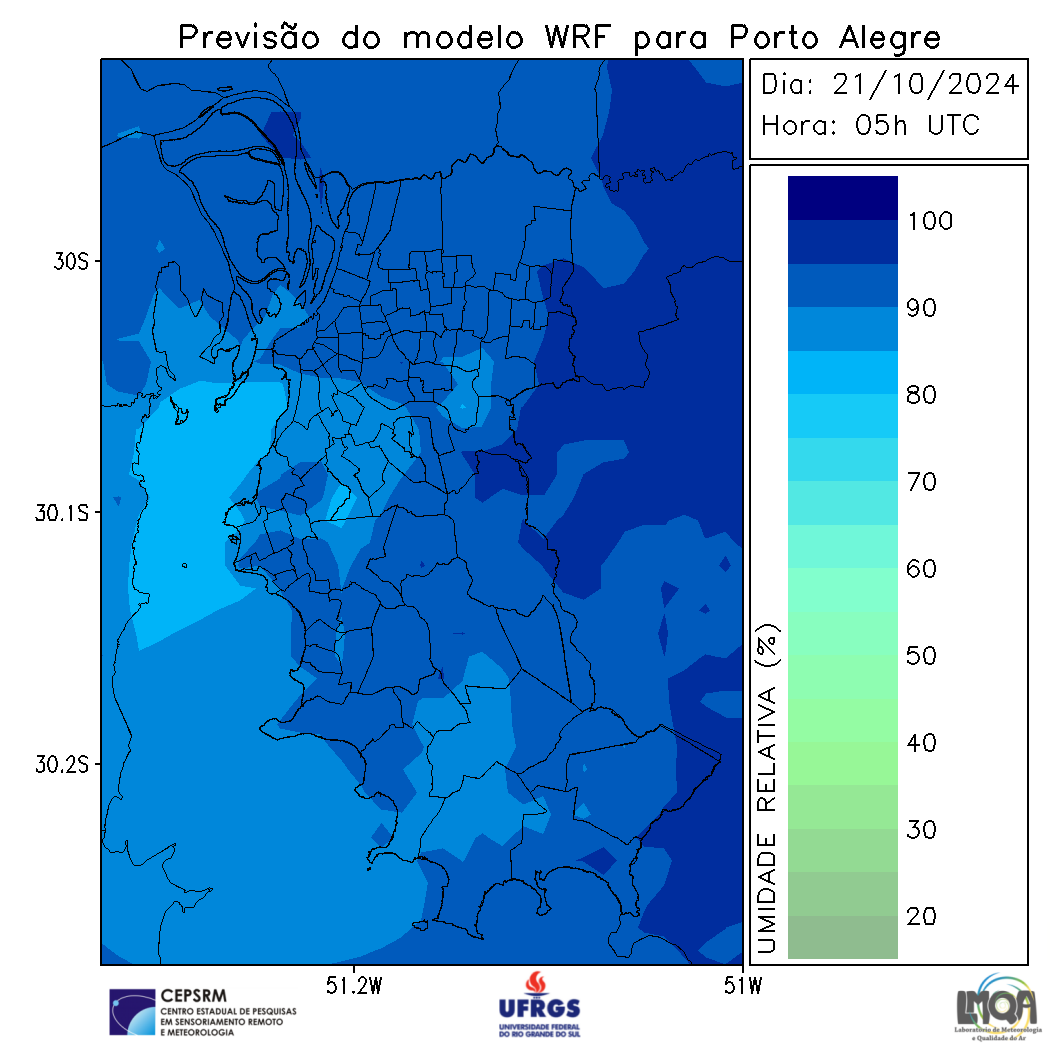 Previsão do modelo WRF para Porto Alegre
Dia: 21/10/2024
Hora: 05h UTC
30S
30.1S
30.2S
51.2W
51W
100
90
80
70
60
50
40
30
20
UMIDADE RELATIVA (%)
CEPSRM
CENTRO ESTADUAL DE PESQUISAS
EM SENSORIAMENTO REMOTO
E METEOROLOGIA
UFRGS
UNIVERSIDADE FEDERAL
DO RIO GRANDE DO SUL
LMQA
Laboratório de Meteorologia
e Qualidade do Ar